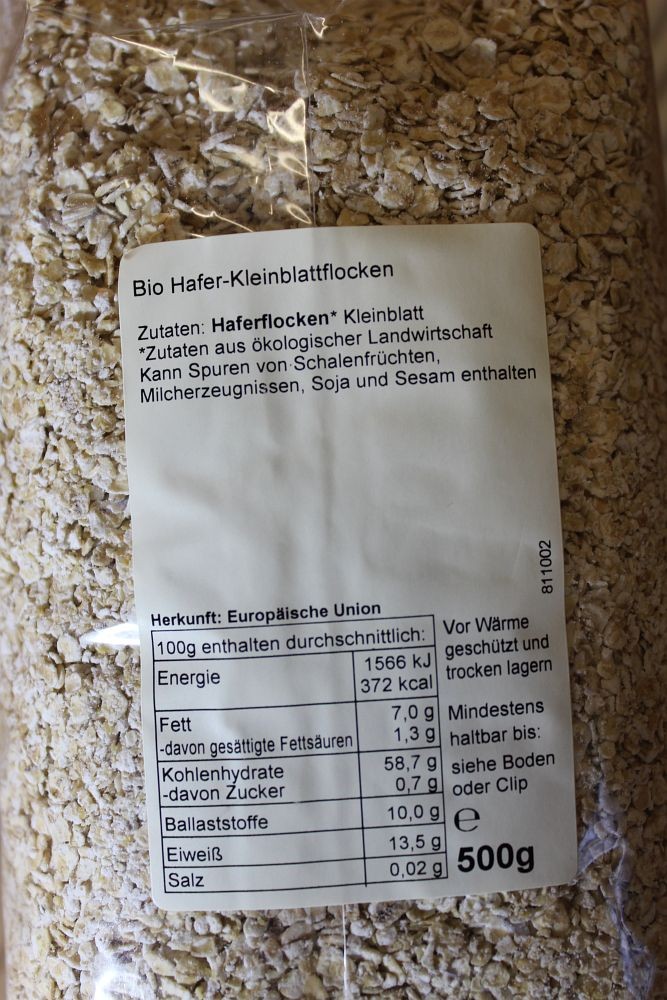 Bio Hafer-Kleinblattflocken
Zutaten: Haferflocken* Kleinblatt
*Zutaten aus ökologischer Landwirtschaft
Kann Spuren von Schalenfrüchten,
Milcherzeugnissen, Soja und Sesam enthalten
811002
Herkunft: Europäische Union
100g enthalten durchschnittlich:
Energie 1566 kJ
372 kcal
Fett 7,0 g
-davon gesättigte Fettsäuren 1,3 g
Kohlenhydrate 58,7 g
-davon Zucker 0,7 g
Ballaststoffe 10,0 g
Eiweiß 13,5 g
Salz 0,02 g
Vor Wärme
geschützt und
trocken lagern
Mindestens
haltbar bis:
siehe Boden
oder Clip
℮
500g